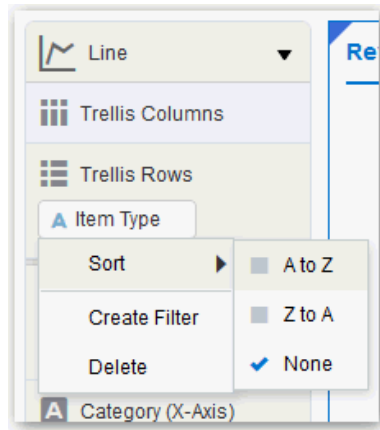 Line
Re
Trellis Columns
Trellis Rows
A Item Type
Sort
A to Z
Create Filter
Z to A
Delete
None
A Category (X-Axis)